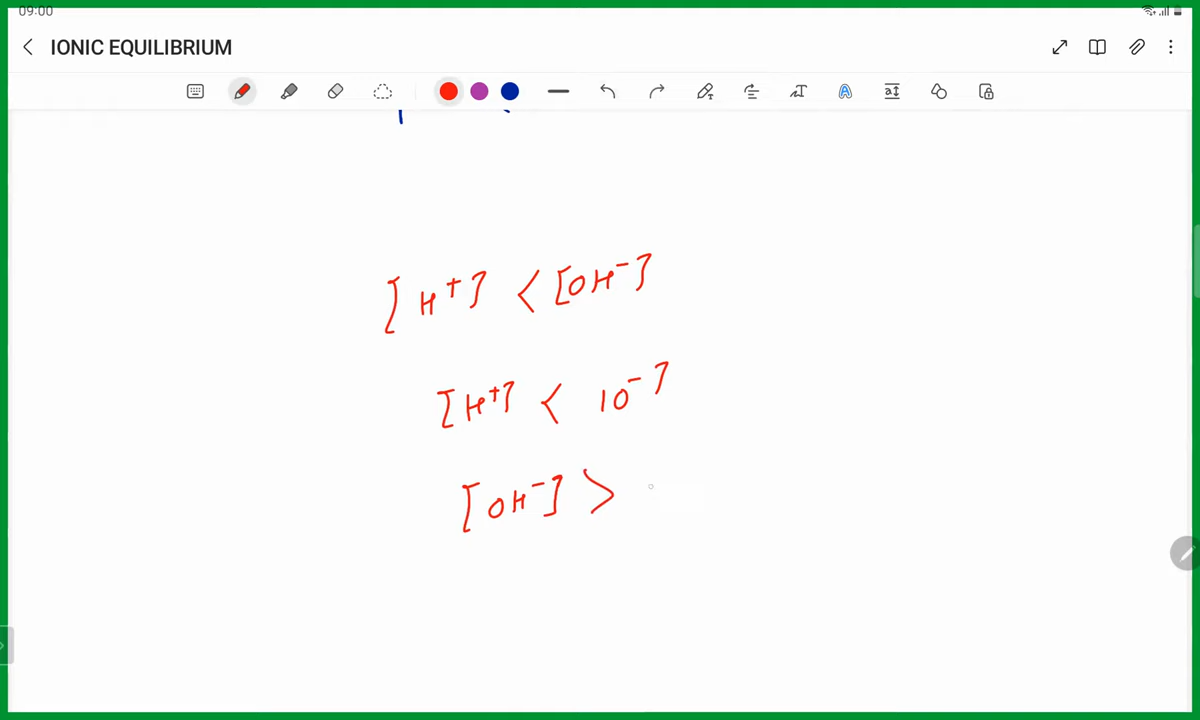 09:00
IONIC EQUILIBRIUM
[H⁺] < [OH⁻]
[H⁺] < 10⁻⁷
[OH⁻] >